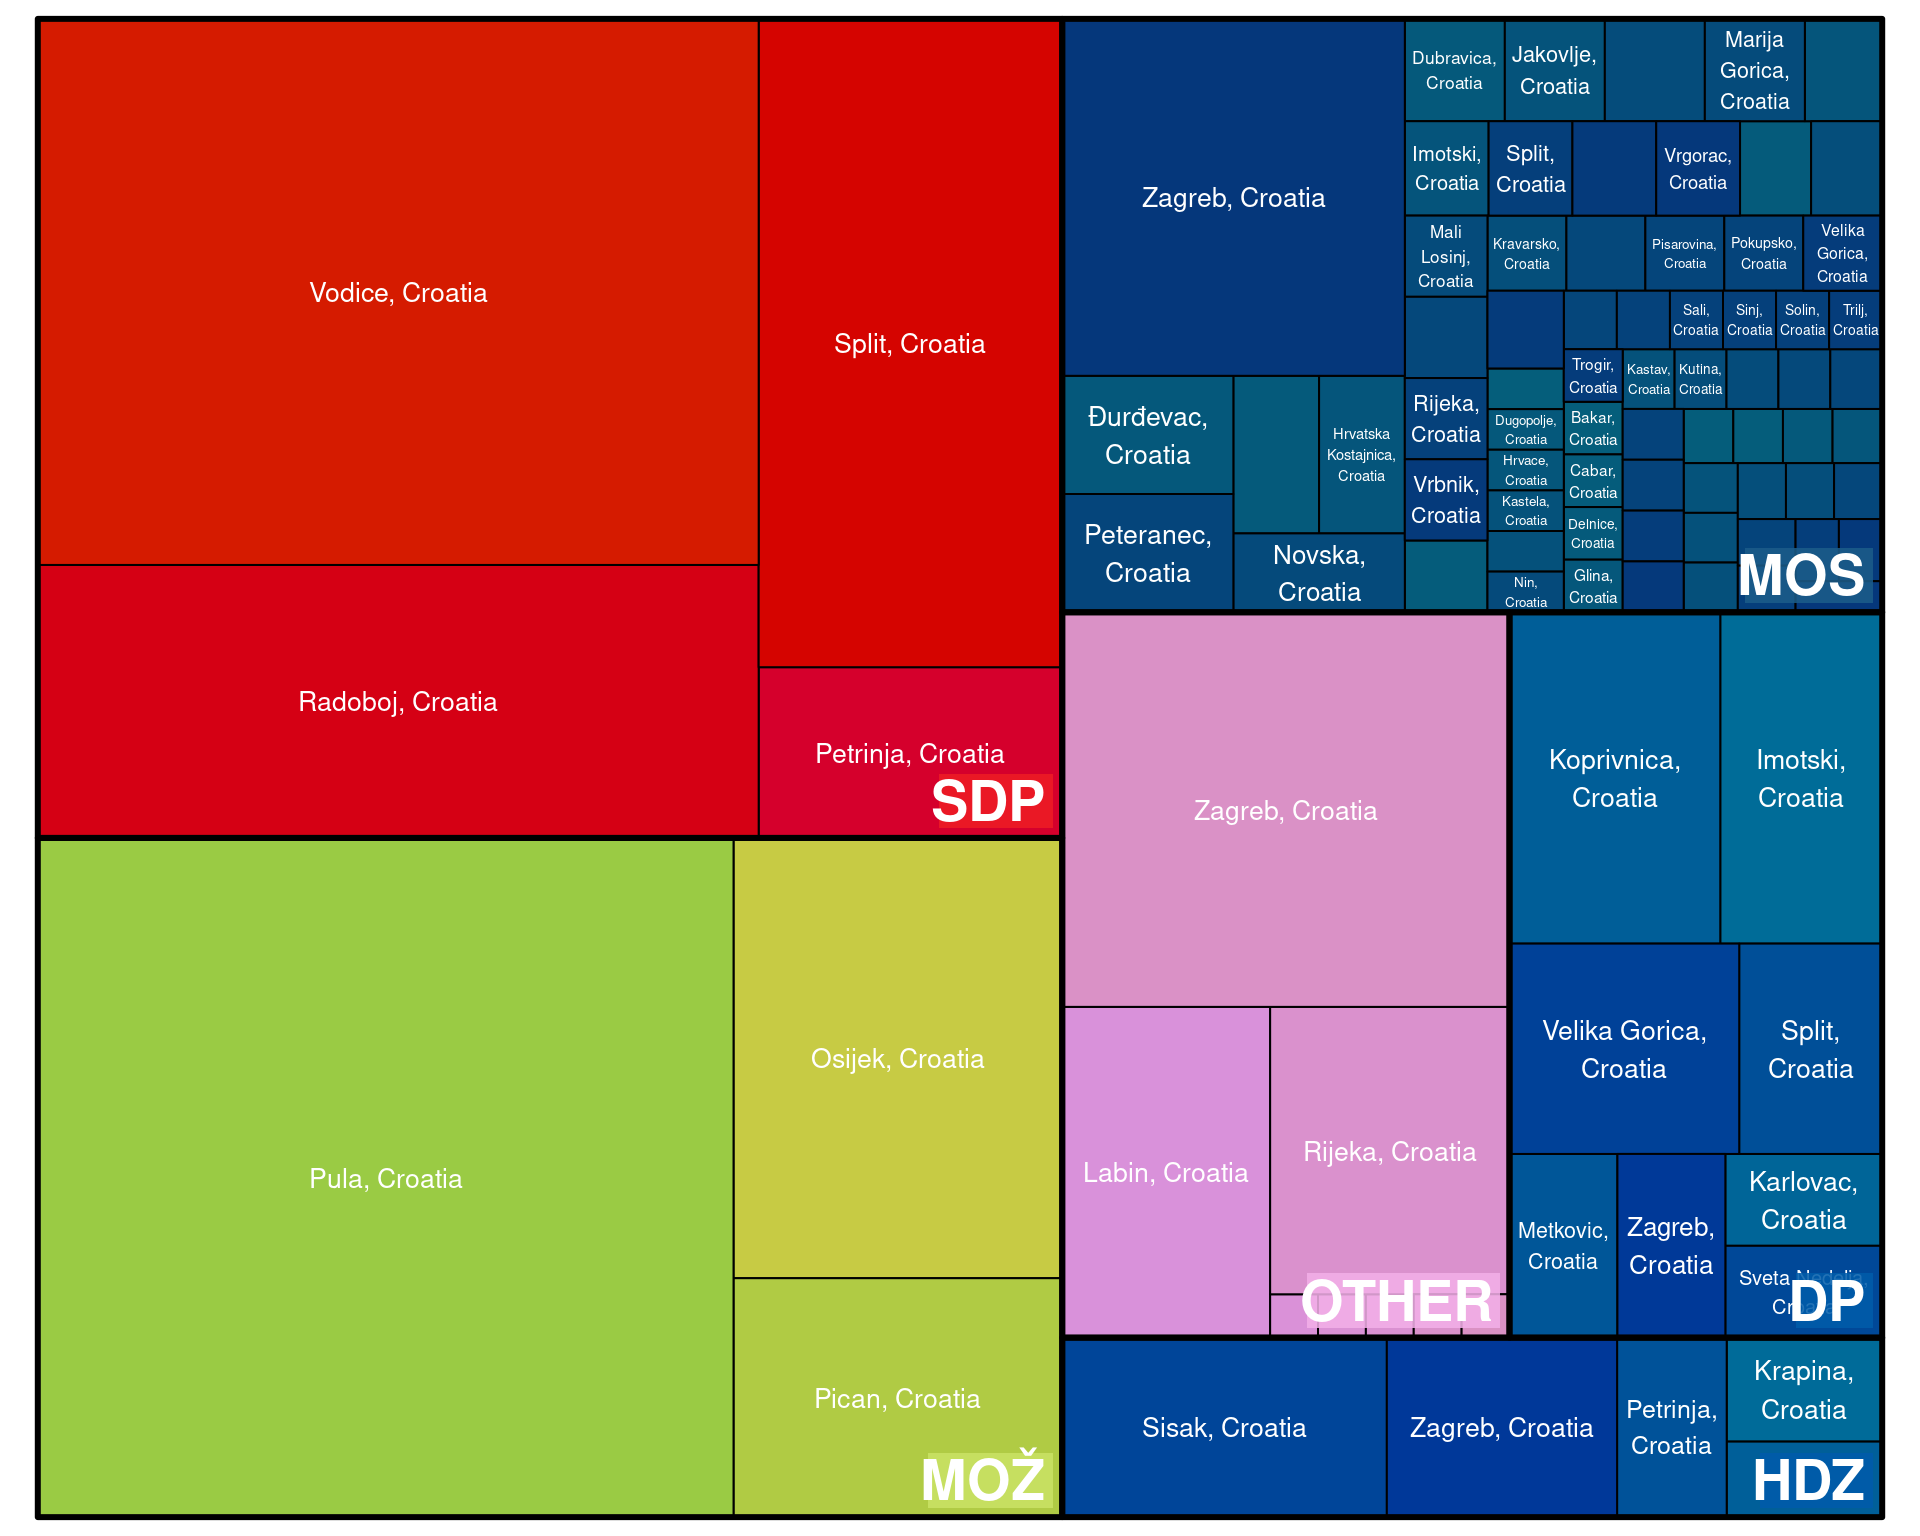 Vodice, Croatia
Split, Croatia
Radoboj, Croatia
Petrinja, Croatia
SDP
Pula, Croatia
Osijek, Croatia
Pican, Croatia
MOŽ
Zagreb, Croatia
Đurđevac,
Croatia
Peteranec,
Croatia
Hrvatska
Kostajnica,
Croatia
Novska,
Croatia
Dubravica,
Croatia
Jakovlje,
Croatia
Marija
Gorica,
Croatia
Imotski,
Croatia
Split,
Croatia
Vrgorac,
Croatia
Mali
Losinj,
Croatia
Kravarsko,
Croatia
Pisarovina,
Croatia
Pokupsko,
Croatia
Velika
Gorica,
Croatia
Sali,
Croatia
Sinj,
Croatia
Solin,
Croatia
Trilj,
Croatia
Rijeka,
Croatia
Vrbnik,
Croatia
Dugopolje,
Croatia
Hrvace,
Croatia
Kastela,
Croatia
Nin,
Croatia
Trogir,
Croatia
Kastav,
Croatia
Kutina,
Croatia
Bakar,
Croatia
Cabar,
Croatia
Delnice,
Croatia
Glina,
Croatia
MOS
Zagreb, Croatia
Labin, Croatia
Rijeka, Croatia
OTHER
Koprivnica,
Croatia
Imotski,
Croatia
Velika Gorica,
Croatia
Split,
Croatia
Metkovic,
Croatia
Zagreb,
Croatia
Karlovac,
Croatia
Sveta Nedelja,
Croatia
DP
Sisak, Croatia
Zagreb, Croatia
Petrinja,
Croatia
Krapina,
Croatia
HDZ